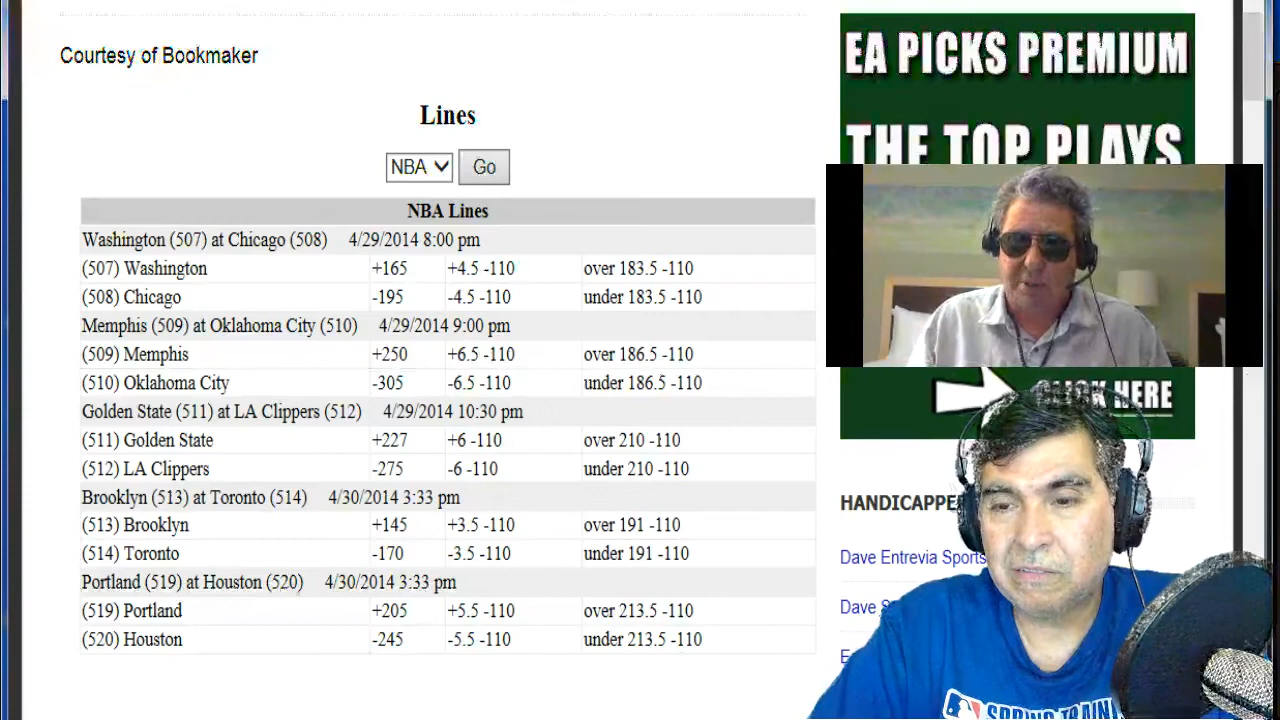 Courtesy of Bookmaker
Lines
NBA Go
NBA Lines
Washington (507) at Chicago (508) 4/29/2014 8:00 pm
(507) Washington +165 +4.5 -110 over 183.5 -110
(508) Chicago -195 -4.5 -110 under 183.5 -110
Memphis (509) at Oklahoma City (510) 4/29/2014 9:00 pm
(509) Memphis +250 +6.5 -110 over 186.5 -110
(510) Oklahoma City -305 -6.5 -110 under 186.5 -110
Golden State (511) at LA Clippers (512) 4/29/2014 10:30 pm
(511) Golden State +227 +6 -110 over 210 -110
(512) LA Clippers -275 -6 -110 under 210 -110
Brooklyn (513) at Toronto (514) 4/30/2014 3:33 pm
(513) Brooklyn +145 +3.5 -110 over 191 -110
(514) Toronto -170 -3.5 -110 under 191 -110
Portland (519) at Houston (520) 4/30/2014 3:33 pm
(519) Portland +205 +5.5 -110 over 213.5 -110
(520) Houston -245 -5.5 -110 under 213.5 -110
EA PICKS PREMIUM
THE TOP PLAYS
CLICK HERE
HANDICAPPE
Dave Entrevia Sports
Dave S
E
SPRING TRAIN